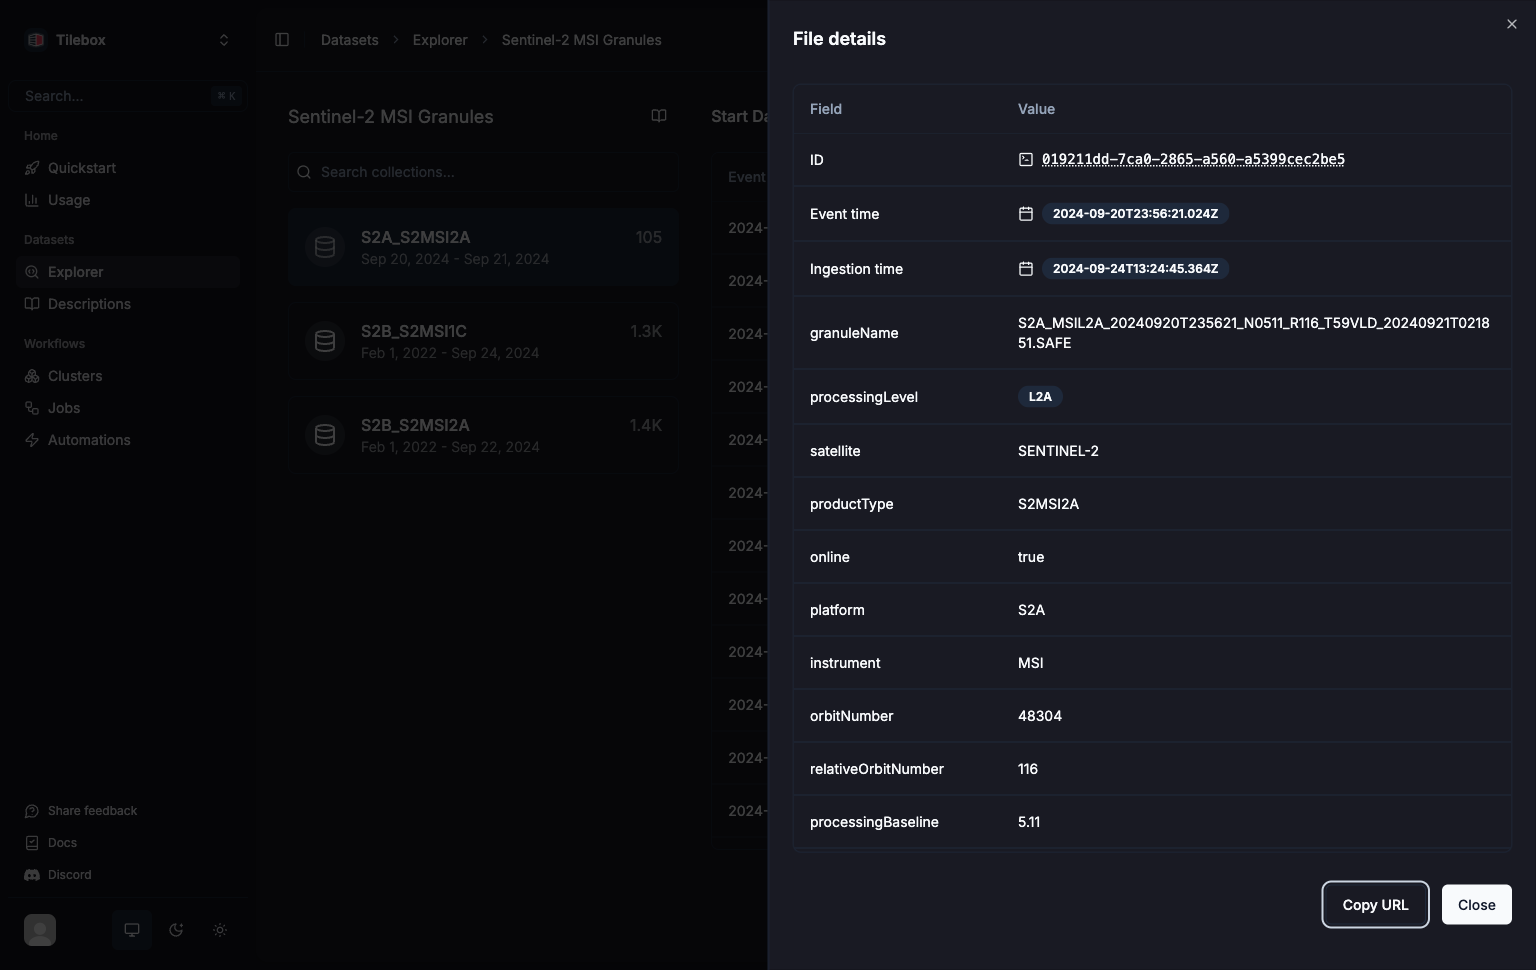 Tilebox
Datasets
Explorer
Sentinel-2 MSI Granules
Search...
⌘ K
Home
Quickstart
Usage
Datasets
Explorer
Descriptions
Workflows
Clusters
Jobs
Automations
Share feedback
Docs
Discord
Sentinel-2 MSI Granules
Search collections...
S2A_S2MSI2A
105
Sep 20, 2024 - Sep 21, 2024
S2B_S2MSI1C
1.3K
Feb 1, 2022 - Sep 24, 2024
S2B_S2MSI2A
1.4K
Feb 1, 2022 - Sep 22, 2024
Start Da
Event
2024-
2024-
2024-
2024-
2024-
2024-
2024-
2024-
2024-
2024-
2024-
2024-
File details
Field
Value
ID
019211dd-7ca0-2865-a560-a5399cec2be5
Event time
2024-09-20T23:56:21.024Z
Ingestion time
2024-09-24T13:24:45.364Z
granuleName
S2A_MSIL2A_20240920T235621_N0511_R116_T59VLD_20240921T0218
51.SAFE
processingLevel
L2A
satellite
SENTINEL-2
productType
S2MSI2A
online
true
platform
S2A
instrument
MSI
orbitNumber
48304
relativeOrbitNumber
116
processingBaseline
5.11
Copy URL
Close